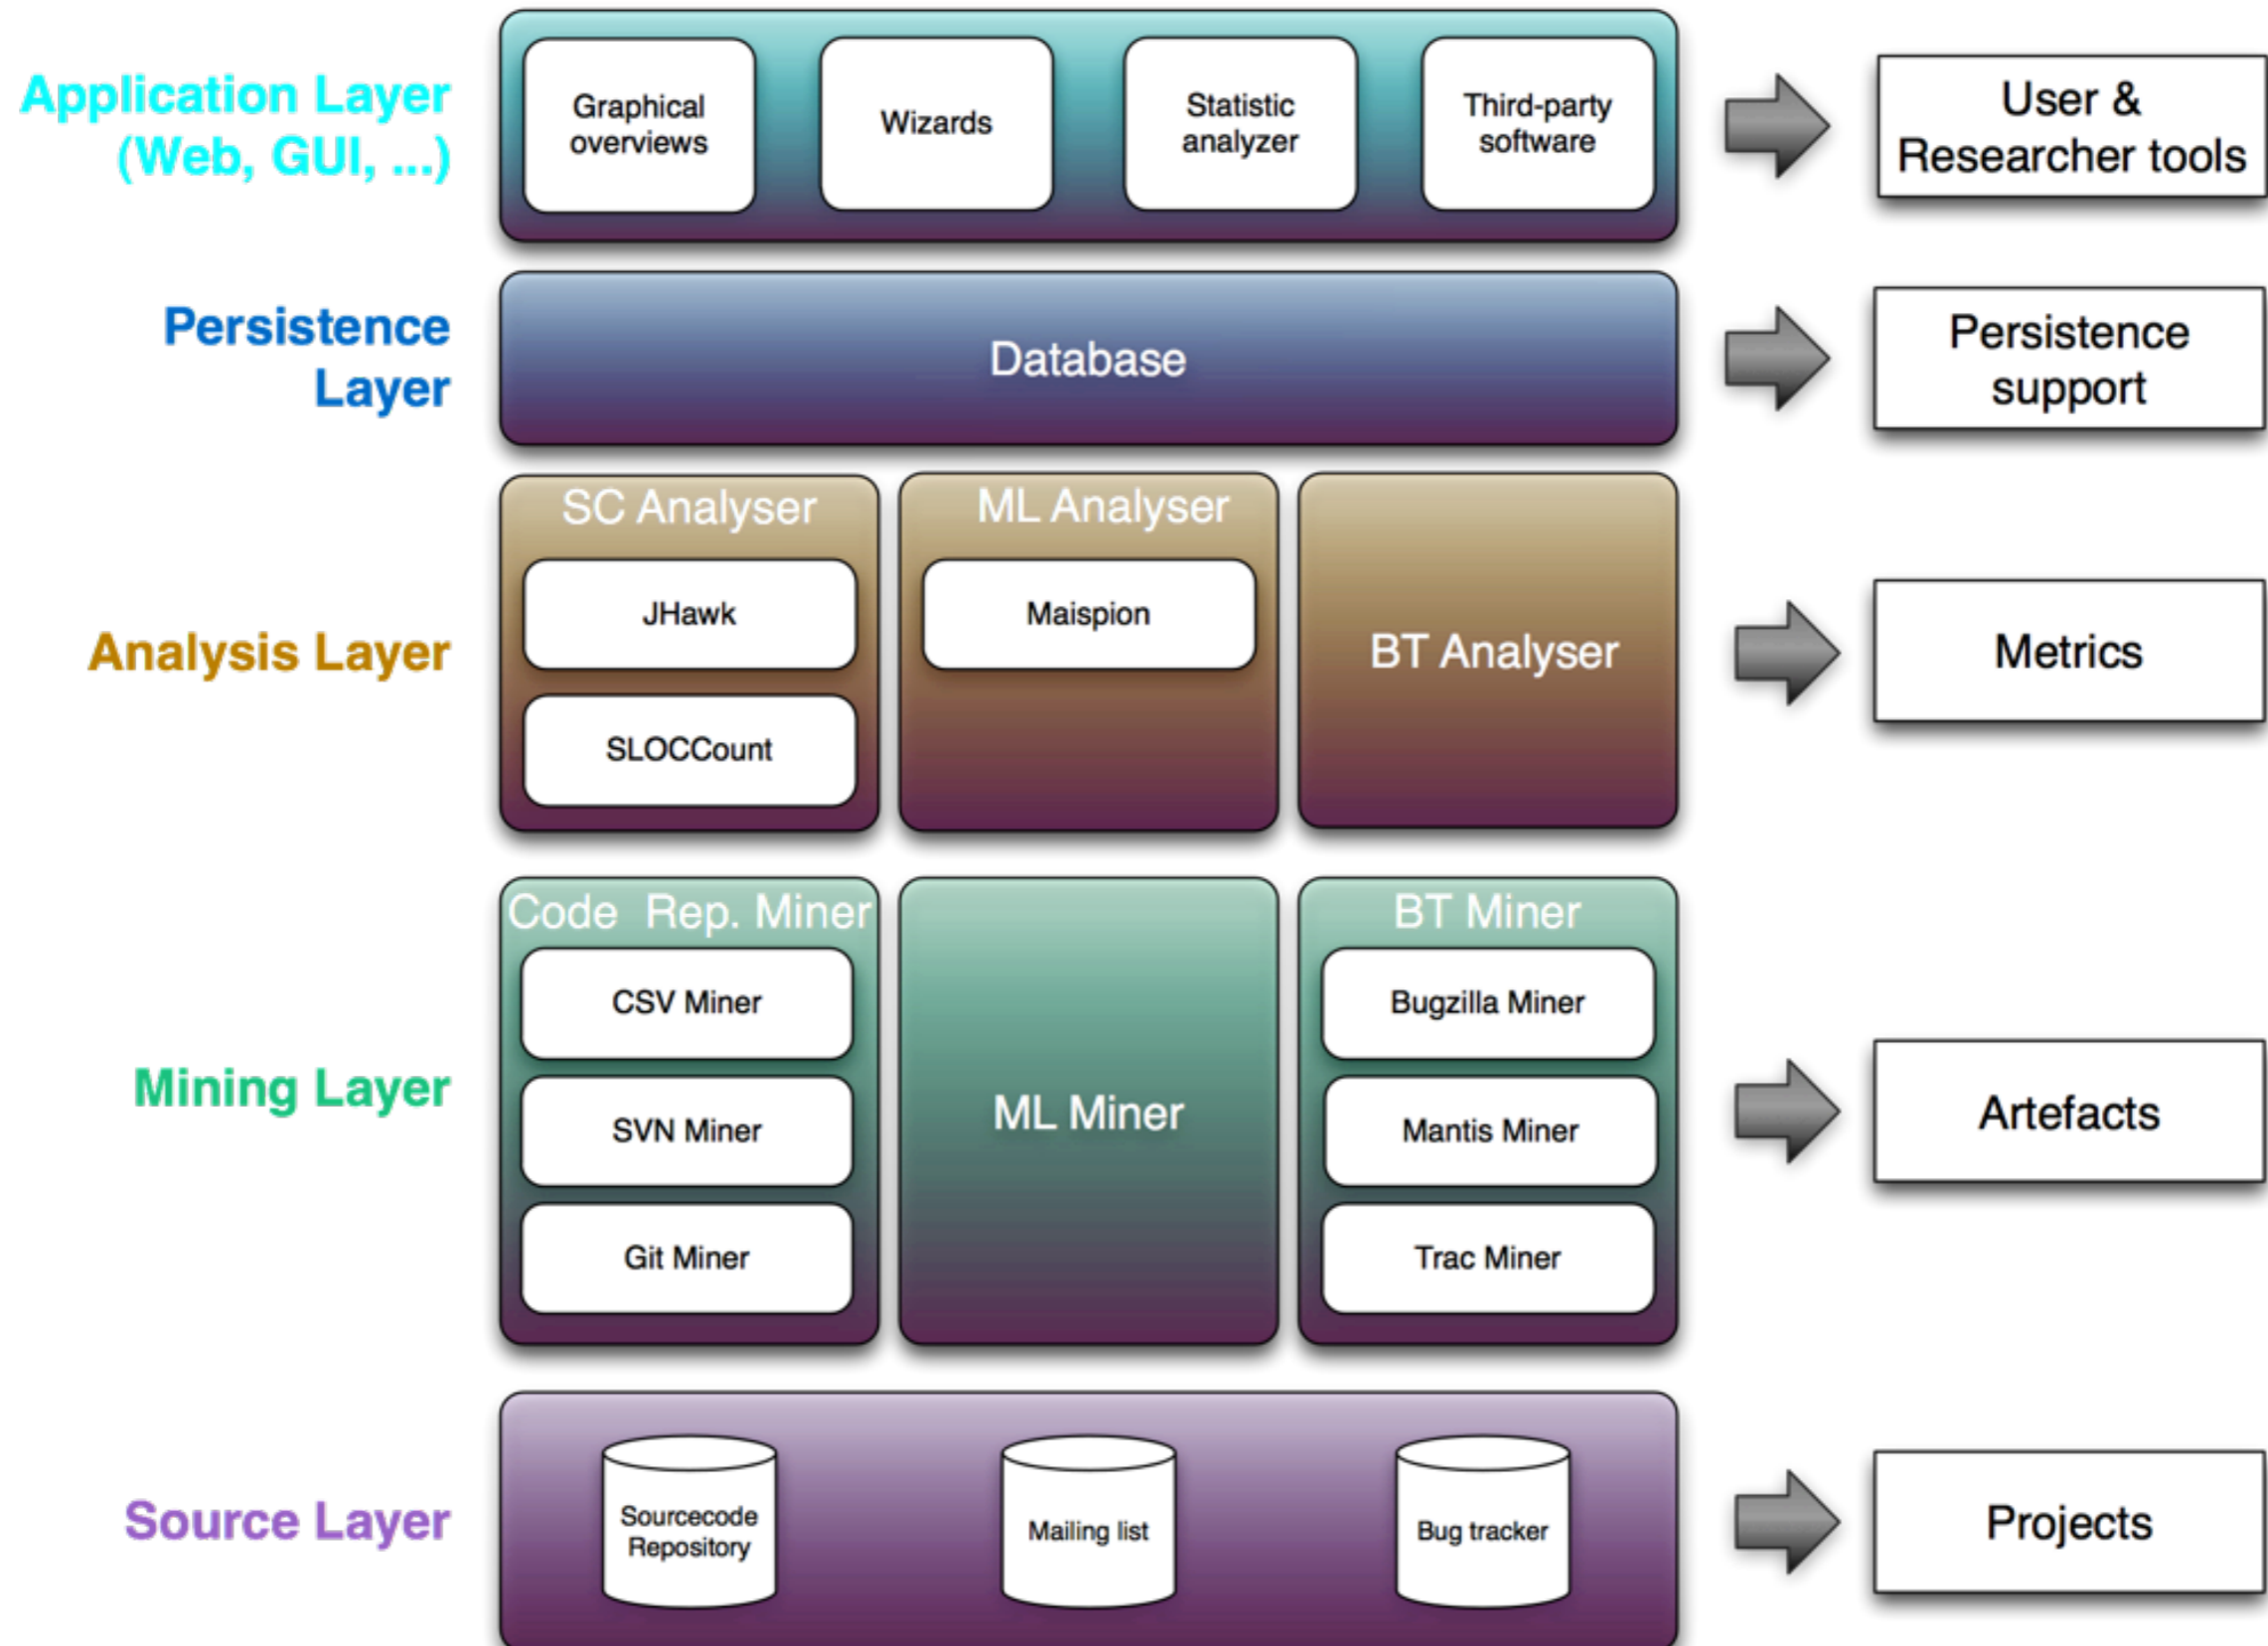 Application Layer
(Web, GUI, ...)
Graphical
overviews
Wizards
Statistic
analyzer
Third-party
software
User &
Researcher tools
Persistence
Layer
Database
Persistence
support
Analysis Layer
SC Analyser
JHawk
SLOCCount
ML Analyser
Maispion
BT Analyser
Metrics
Mining Layer
Code Rep. Miner
CSV Miner
SVN Miner
Git Miner
ML Miner
BT Miner
Bugzilla Miner
Mantis Miner
Trac Miner
Artefacts
Source Layer
Sourcecode
Repository
Mailing list
Bug tracker
Projects